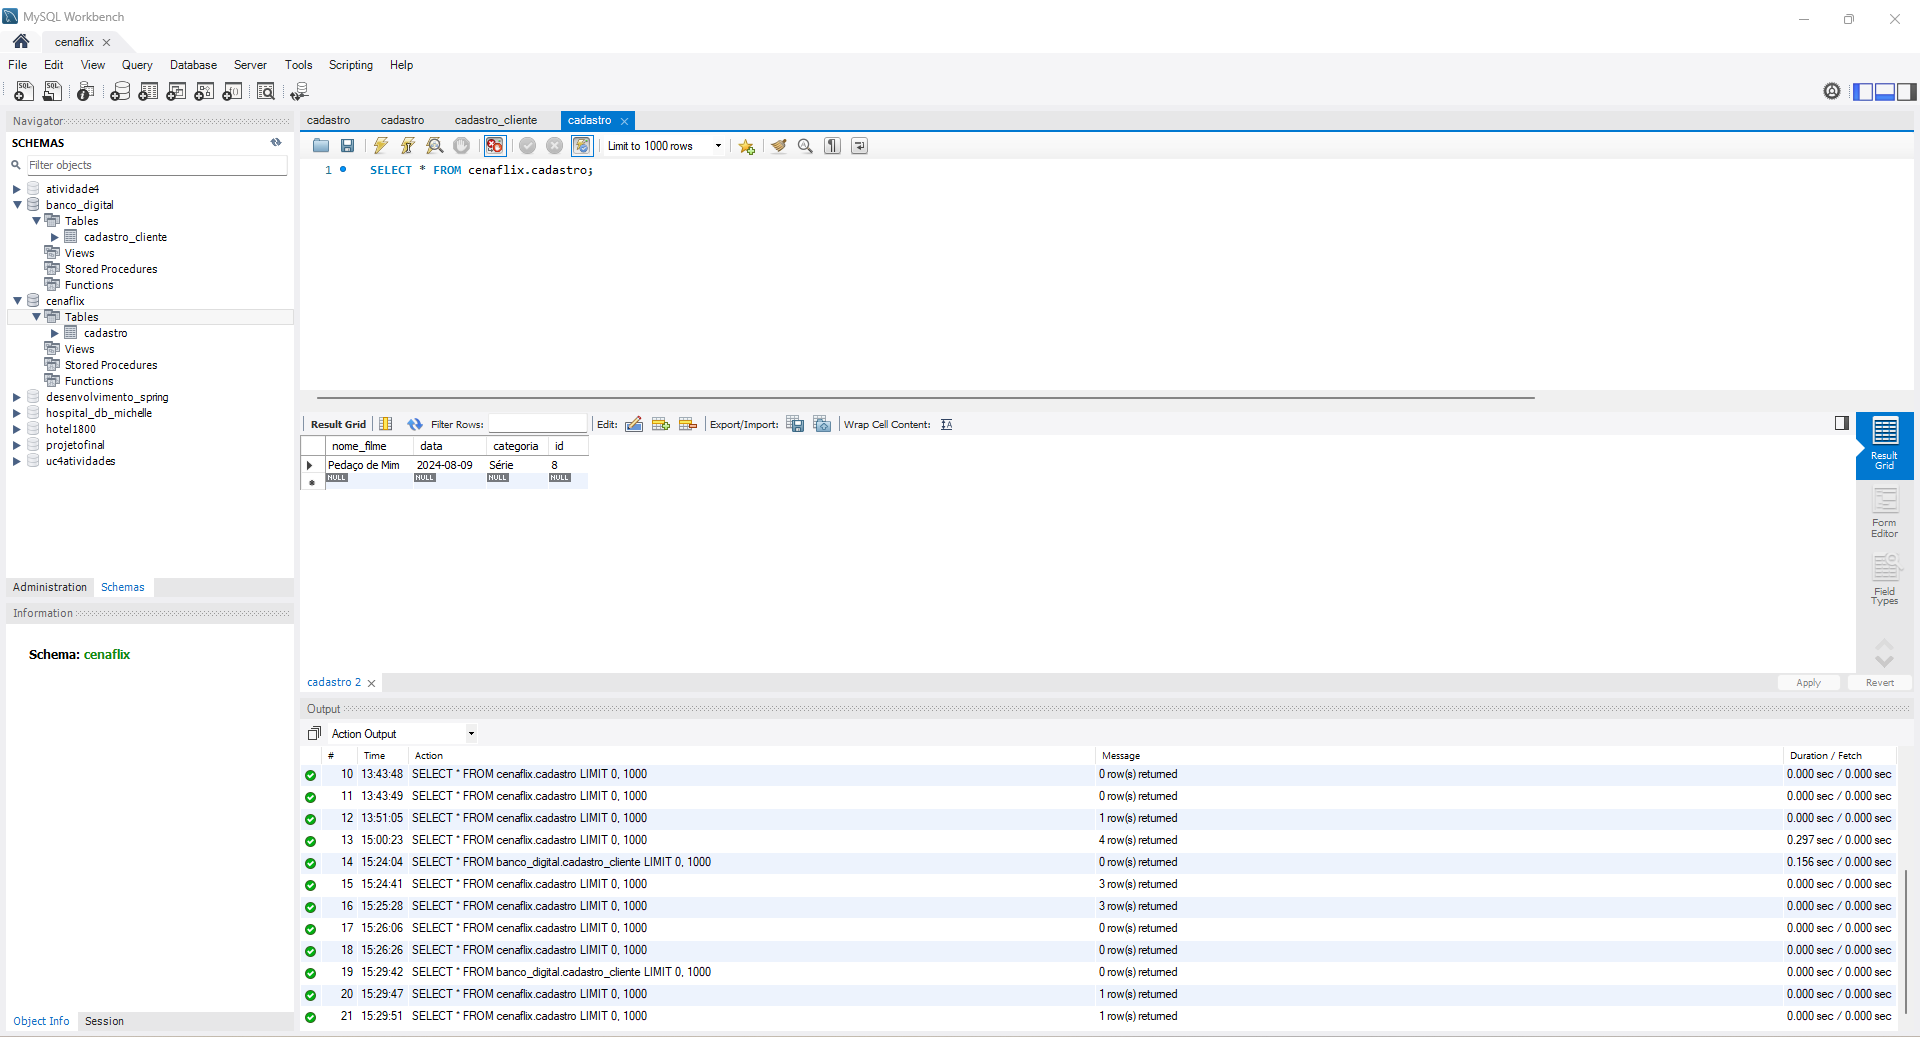 MySQL Workbench
cenaflix
File Edit View Query Database Server Tools Scripting Help
Navigator
SCHEMAS
Filter objects
atividade4
banco_digital
Tables
cadastro_cliente
Views
Stored Procedures
Functions
cenaflix
Tables
cadastro
Views
Stored Procedures
Functions
desenvolvimento_spring
hospital_db_michelle
hotel1800
projetofinal
uc4atividades
Administration Schemas
Information
Schema: cenaflix
Object Info Session
cadastro cadastro cadastro_cliente cadastro
Limit to 1000 rows
1 SELECT * FROM cenaflix.cadastro;
Result Grid Filter Rows: Edit: Export/Import: Wrap Cell Content:
nome_filme data categoria id
Pedaço de Mim 2024-08-09 Série 8
NULL NULL NULL NULL
Result Grid
Form Editor
Field Types
cadastro 2
Apply Revert
Output
Action Output
# Time Action Message Duration / Fetch
10 13:43:48 SELECT * FROM cenaflix.cadastro LIMIT 0, 1000 0 row(s) returned 0.000 sec / 0.000 sec
11 13:43:49 SELECT * FROM cenaflix.cadastro LIMIT 0, 1000 0 row(s) returned 0.000 sec / 0.000 sec
12 13:51:05 SELECT * FROM cenaflix.cadastro LIMIT 0, 1000 1 row(s) returned 0.000 sec / 0.000 sec
13 15:00:23 SELECT * FROM cenaflix.cadastro LIMIT 0, 1000 4 row(s) returned 0.297 sec / 0.000 sec
14 15:24:04 SELECT * FROM banco_digital.cadastro_cliente LIMIT 0, 1000 0 row(s) returned 0.156 sec / 0.000 sec
15 15:24:41 SELECT * FROM cenaflix.cadastro LIMIT 0, 1000 3 row(s) returned 0.000 sec / 0.000 sec
16 15:25:28 SELECT * FROM cenaflix.cadastro LIMIT 0, 1000 3 row(s) returned 0.000 sec / 0.000 sec
17 15:26:06 SELECT * FROM cenaflix.cadastro LIMIT 0, 1000 0 row(s) returned 0.000 sec / 0.000 sec
18 15:26:26 SELECT * FROM cenaflix.cadastro LIMIT 0, 1000 0 row(s) returned 0.000 sec / 0.000 sec
19 15:29:42 SELECT * FROM banco_digital.cadastro_cliente LIMIT 0, 1000 0 row(s) returned 0.000 sec / 0.000 sec
20 15:29:47 SELECT * FROM cenaflix.cadastro LIMIT 0, 1000 1 row(s) returned 0.000 sec / 0.000 sec
21 15:29:51 SELECT * FROM cenaflix.cadastro LIMIT 0, 1000 1 row(s) returned 0.000 sec / 0.000 sec